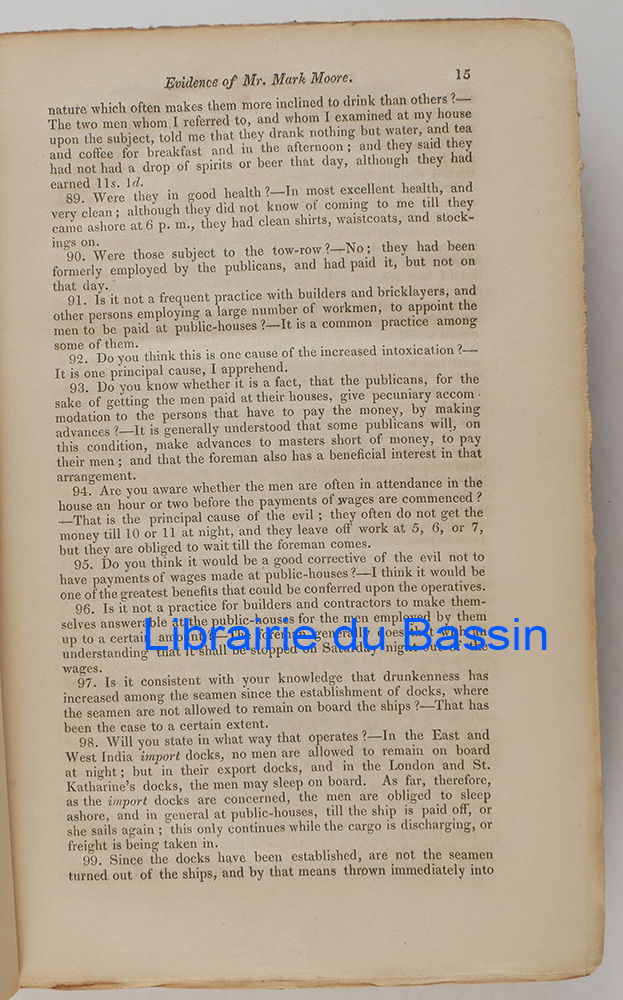 Evidence of Mr. Mark Moore. 15
nature which often makes them more inclined to drink than others ?—
The two men whom I referred to, and whom I examined at my house
upon the subject, told me that they drank nothing but water, and tea
and coffee for breakfast and in the afternoon ; and they said they
had not had a drop of spirits or beer that day, although they had
earned 11s. 1d.
89. Were they in good health ?—In most excellent health, and
very clean ; although they did not know of coming to me till they
came ashore at 6 p. m., they had clean shirts, waistcoats, and stock-
ings on.
90. Were those subject to the tow-row ?—No ; they had been
formerly employed by the publicans, and had paid it, but not on
that day.
91. Is it not a frequent practice with builders and bricklayers, and
other persons employing a large number of workmen, to appoint the
men to be paid at public-houses ?—It is a common practice among
some of them.
92. Do you think this is one cause of the increased intoxication ?—
It is one principal cause, I apprehend.
93. Do you know whether it is a fact, that the publicans, for the
sake of getting the men paid at their houses, give pecuniary accom-
modation to the persons that have to pay the money, by making
advances ?—It is generally understood that some publicans will, on
this condition, make advances to masters short of money, to pay
their men ; and that the foreman also has a beneficial interest in that
arrangement.
94. Are you aware whether the men are often in attendance in the
house an hour or two before the payments of wages are commenced ?
—That is the principal cause of the evil ; they often do not get the
money till 10 or 11 at night, and they leave off work at 5, 6, or 7,
but they are obliged to wait till the foreman comes.
95. Do you think it would be a good corrective of the evil not to
have payments of wages made at public-houses ?—I think it would be
one of the greatest benefits that could be conferred upon the operatives.
96. Is it not a practice for builders and contractors to make them-
selves answerable at the public-houses for the men employed by them
up to a certain amount ?—The foreman generally does it with an
understanding that it shall be stopped on Saturday night out of the
wages.
Librairie du Bassin
97. Is it consistent with your knowledge that drunkenness has
increased among the seamen since the establishment of docks, where
the seamen are not allowed to remain on board the ships ?—That has
been the case to a certain extent.
98. Will you state in what way that operates ?—In the East and
West India import docks, no men are allowed to remain on board
at night ; but in their export docks, and in the London and St.
Katharine's docks, the men may sleep on board. As far, therefore,
as the import docks are concerned, the men are obliged to sleep
ashore, and in general at public-houses, till the ship is paid off, or
she sails again ; this only continues while the cargo is discharging, or
freight is being taken in.
99. Since the docks have been established, are not the seamen
turned out of the ships, and by that means thrown immediately into